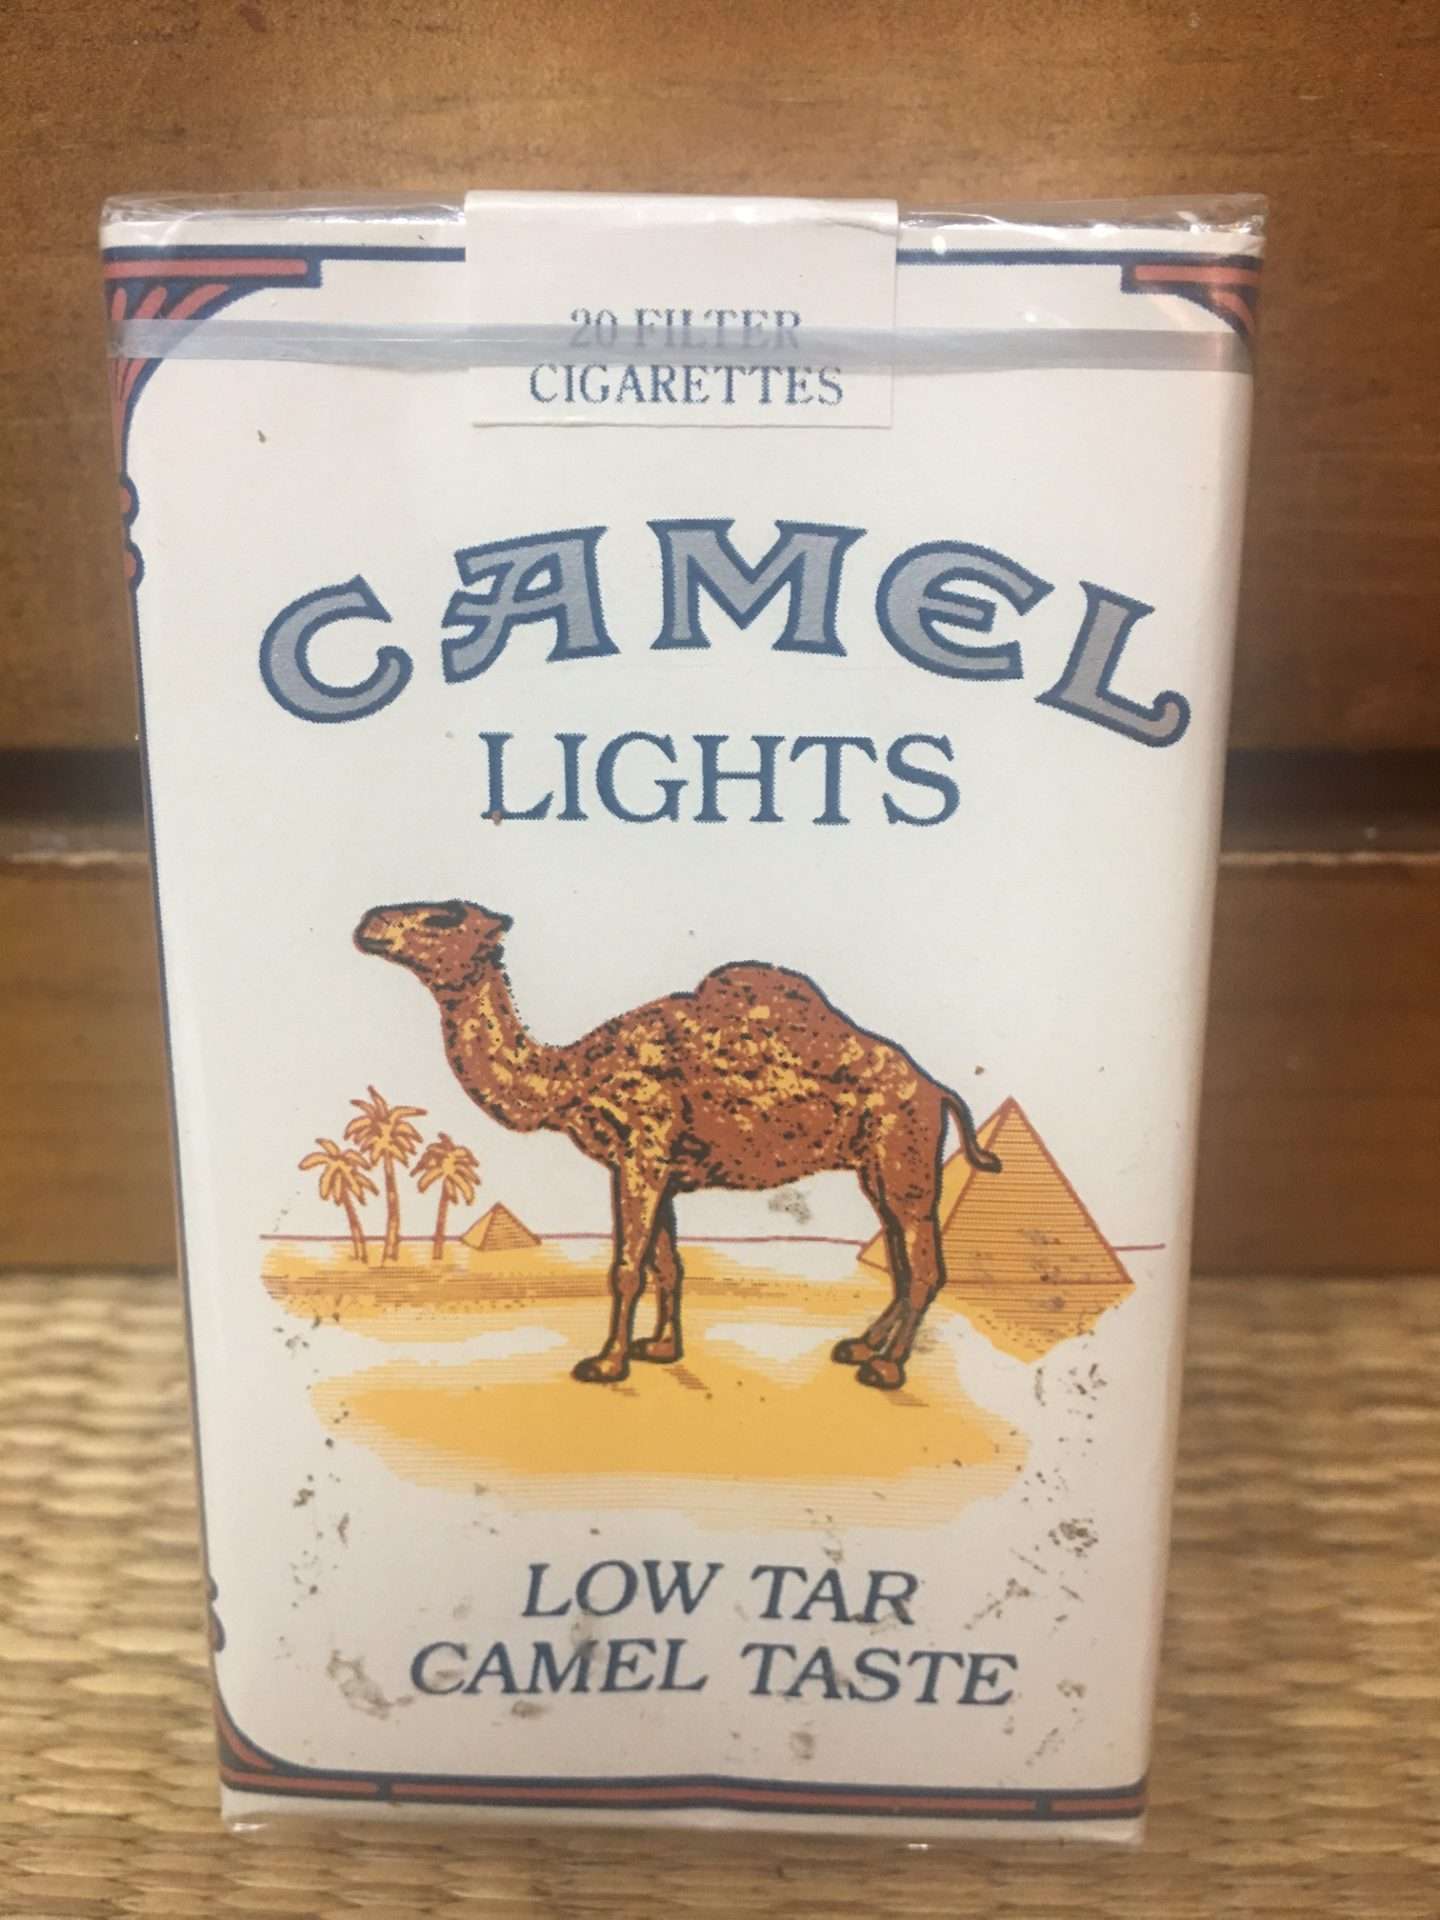 20 FILTER
CIGARETTES
CAMEL
LIGHTS
LOW TAR
CAMEL TASTE